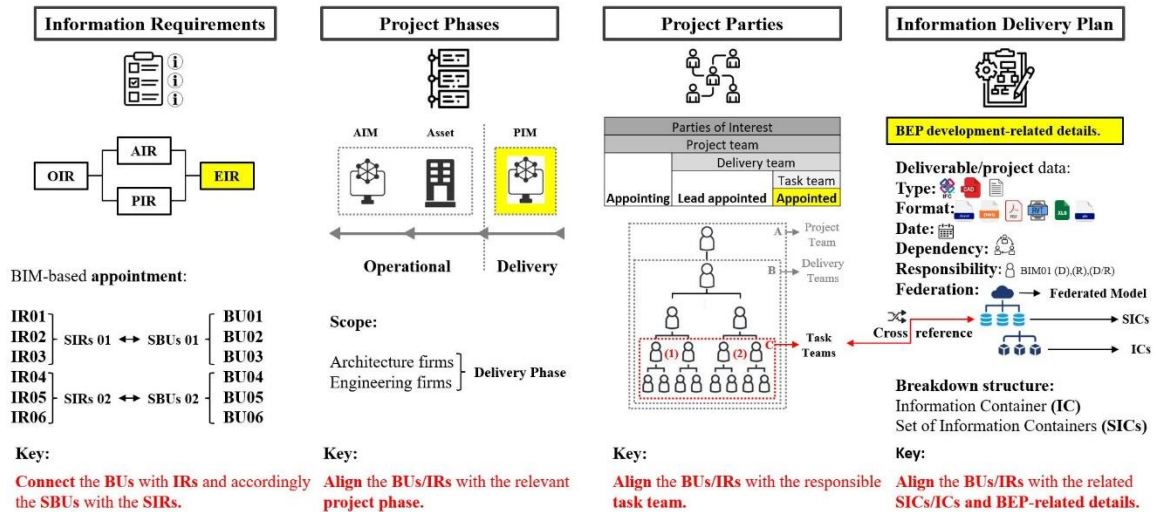 Information Requirements
OIR
AIR
PIR
EIR
BIM-based appointment:
IR01
IR02
IR03
SIRs 01
SBUs 01
BU01
BU02
BU03
IR04
IR05
IR06
SIRs 02
SBUs 02
BU04
BU05
BU06
Key:
Connect the BUs with IRs and accordingly
the SBUs with the SIRs.
Project Phases
AIM
Asset
PIM
Operational
Delivery
Scope:
Architecture firms
Engineering firms
Delivery Phase
Key:
Align the BUs/IRs with the relevant
project phase.
Project Parties
Parties of Interest
Project team
Delivery team
Task team
Appointing
Lead appointed
Appointed
A
Project
Team
B
Delivery
Teams
(1)
(2)
C
Task
Teams
Key:
Align the BUs/IRs with the responsible
task team.
Information Delivery Plan
BEP development-related details.
Deliverable/project data:
Type:
IFC
CAD
Format:
PDF
XLS
Date:
Dependency:
Responsibility: BIM01 (D),(R),(D/R)
Federation:
Federated Model
Cross reference
SICs
ICs
Breakdown structure:
Information Container (IC)
Set of Information Containers (SICs)
Key:
Align the BUs/IRs with the related
SICs/ICs and BEP-related details.